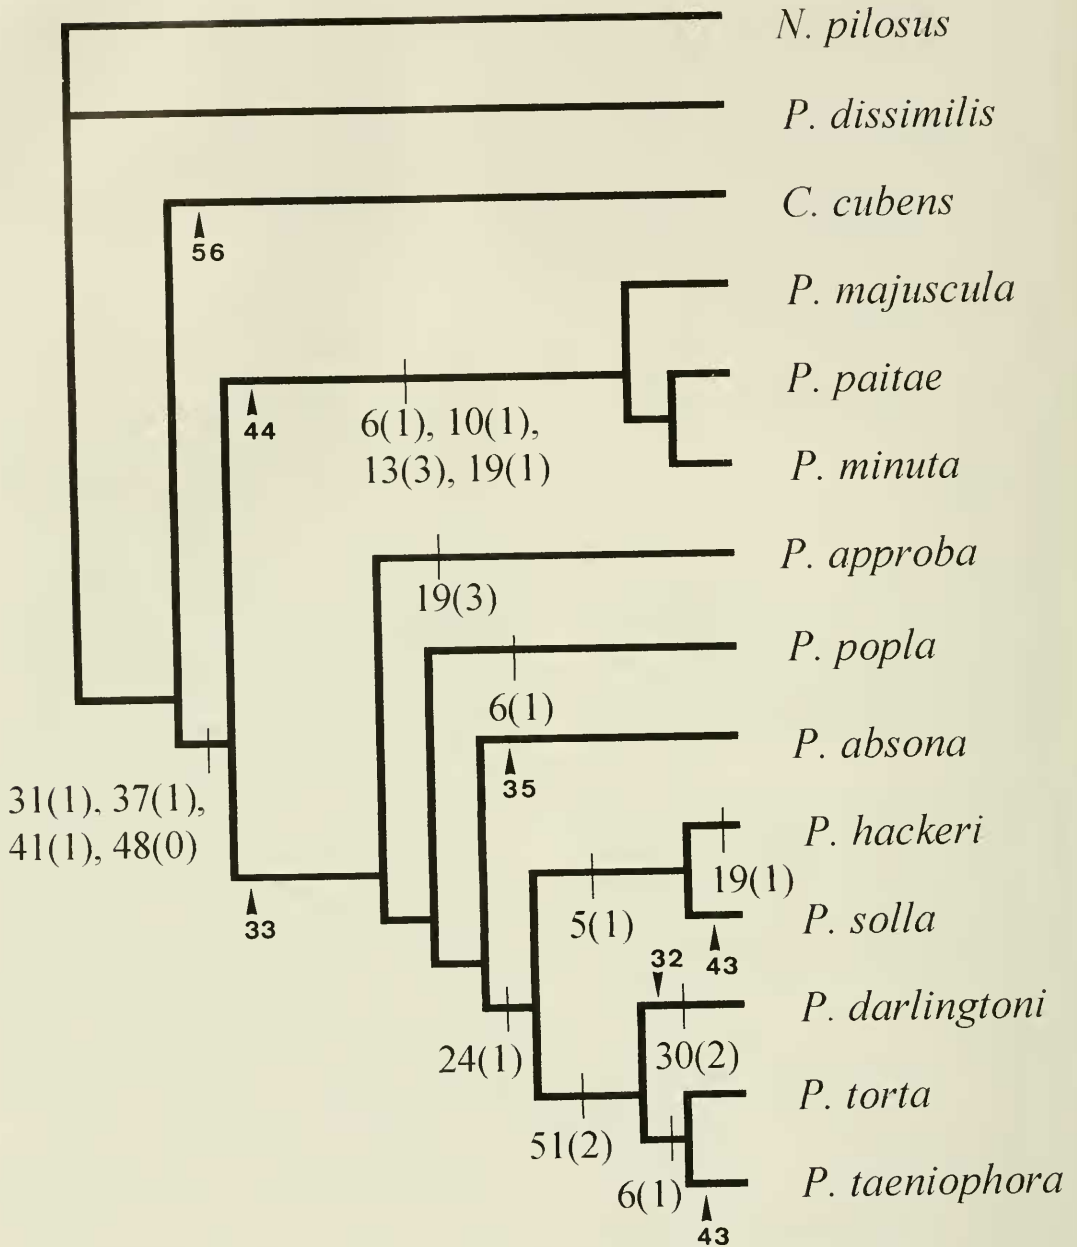 N. pilosus
P. dissimilis
C. cubens
56
P. majuscula
P. paitae
44
6(1), 10(1),
13(3), 19(1)
P. minuta
P. approba
19(3)
P. popla
6(1)
P. absona
35
31(1), 37(1),
41(1), 48(0)
P. hackeri
19(1)
5(1)
P. solla
33
43
32
P. darlingtoni
24(1)
30(2)
P. torta
51(2)
6(1)
P. taeniophora
43